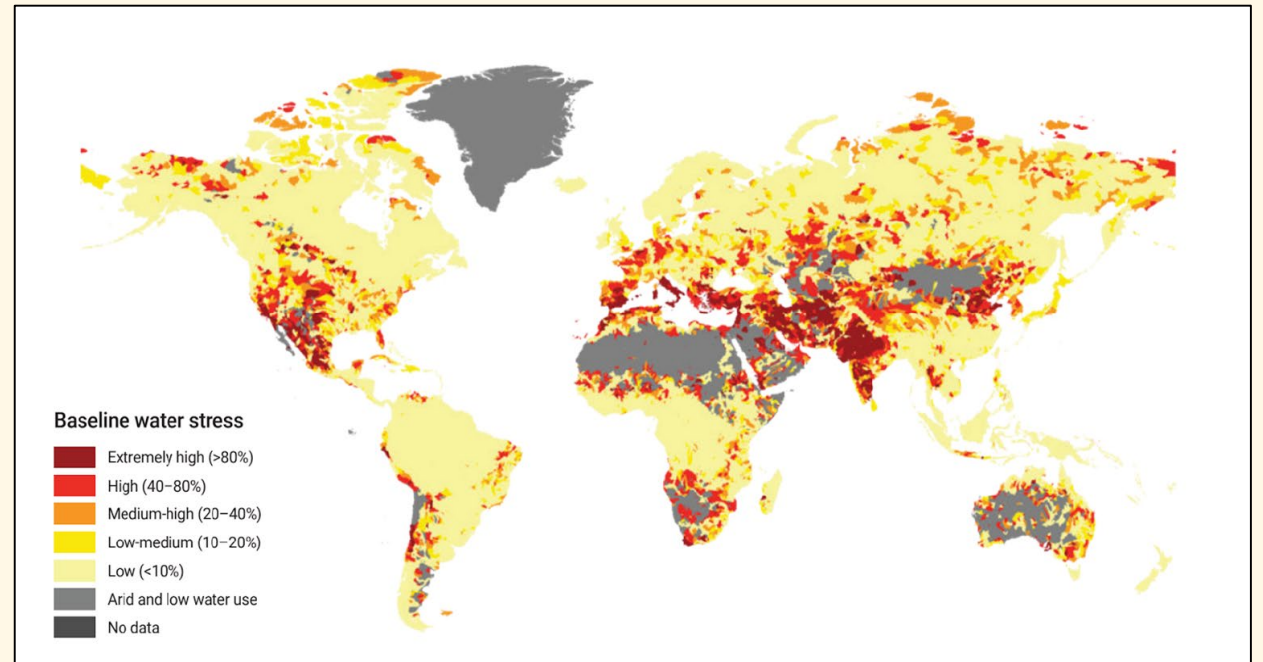 Baseline water stress
Extremely high (>80%)
High (40–80%)
Medium-high (20–40%)
Low-medium (10–20%)
Low (<10%)
Arid and low water use
No data